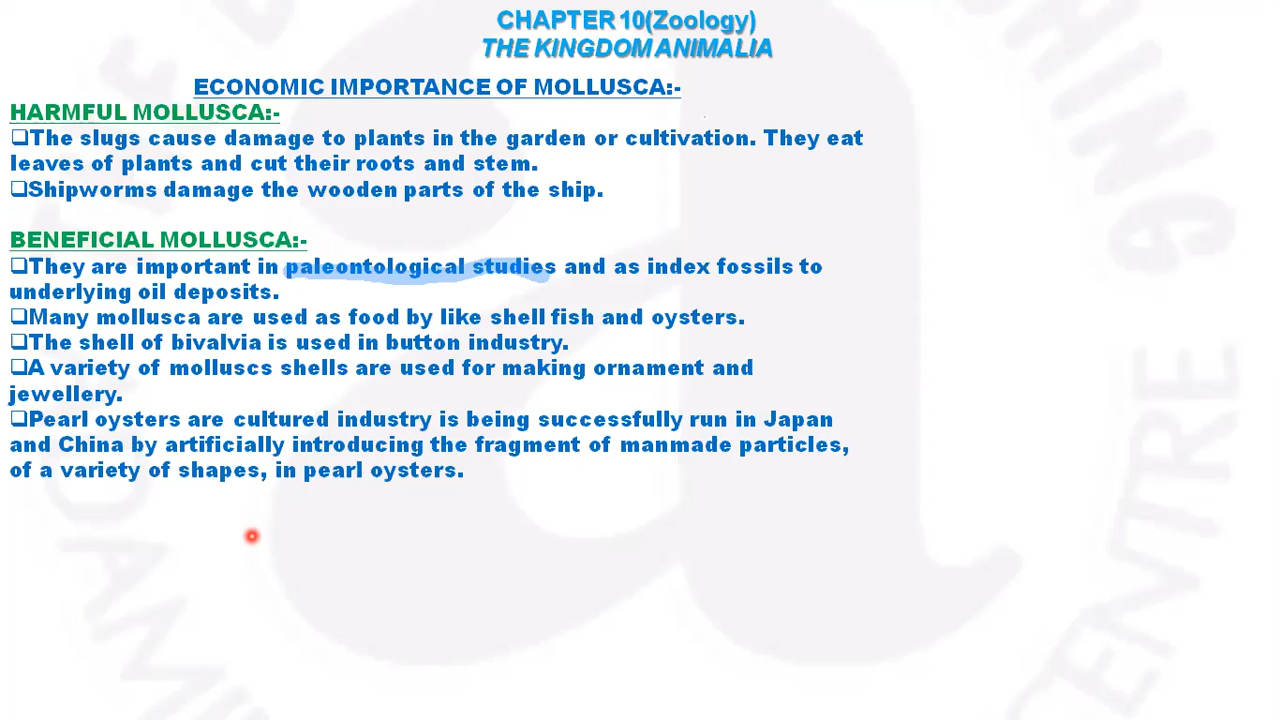 CHAPTER 10(Zoology)
THE KINGDOM ANIMALIA
ECONOMIC IMPORTANCE OF MOLLUSCA:-
HARMFUL MOLLUSCA:-
❑The slugs cause damage to plants in the garden or cultivation. They eat
leaves of plants and cut their roots and stem.
❑Shipworms damage the wooden parts of the ship.
BENEFICIAL MOLLUSCA:-
❑They are important in paleontological studies and as index fossils to
underlying oil deposits.
❑Many mollusca are used as food by like shell fish and oysters.
❑The shell of bivalvia is used in button industry.
❑A variety of molluscs shells are used for making ornament and
jewellery.
❑Pearl oysters are cultured industry is being successfully run in Japan
and China by artificially introducing the fragment of manmade particles,
of a variety of shapes, in pearl oysters.